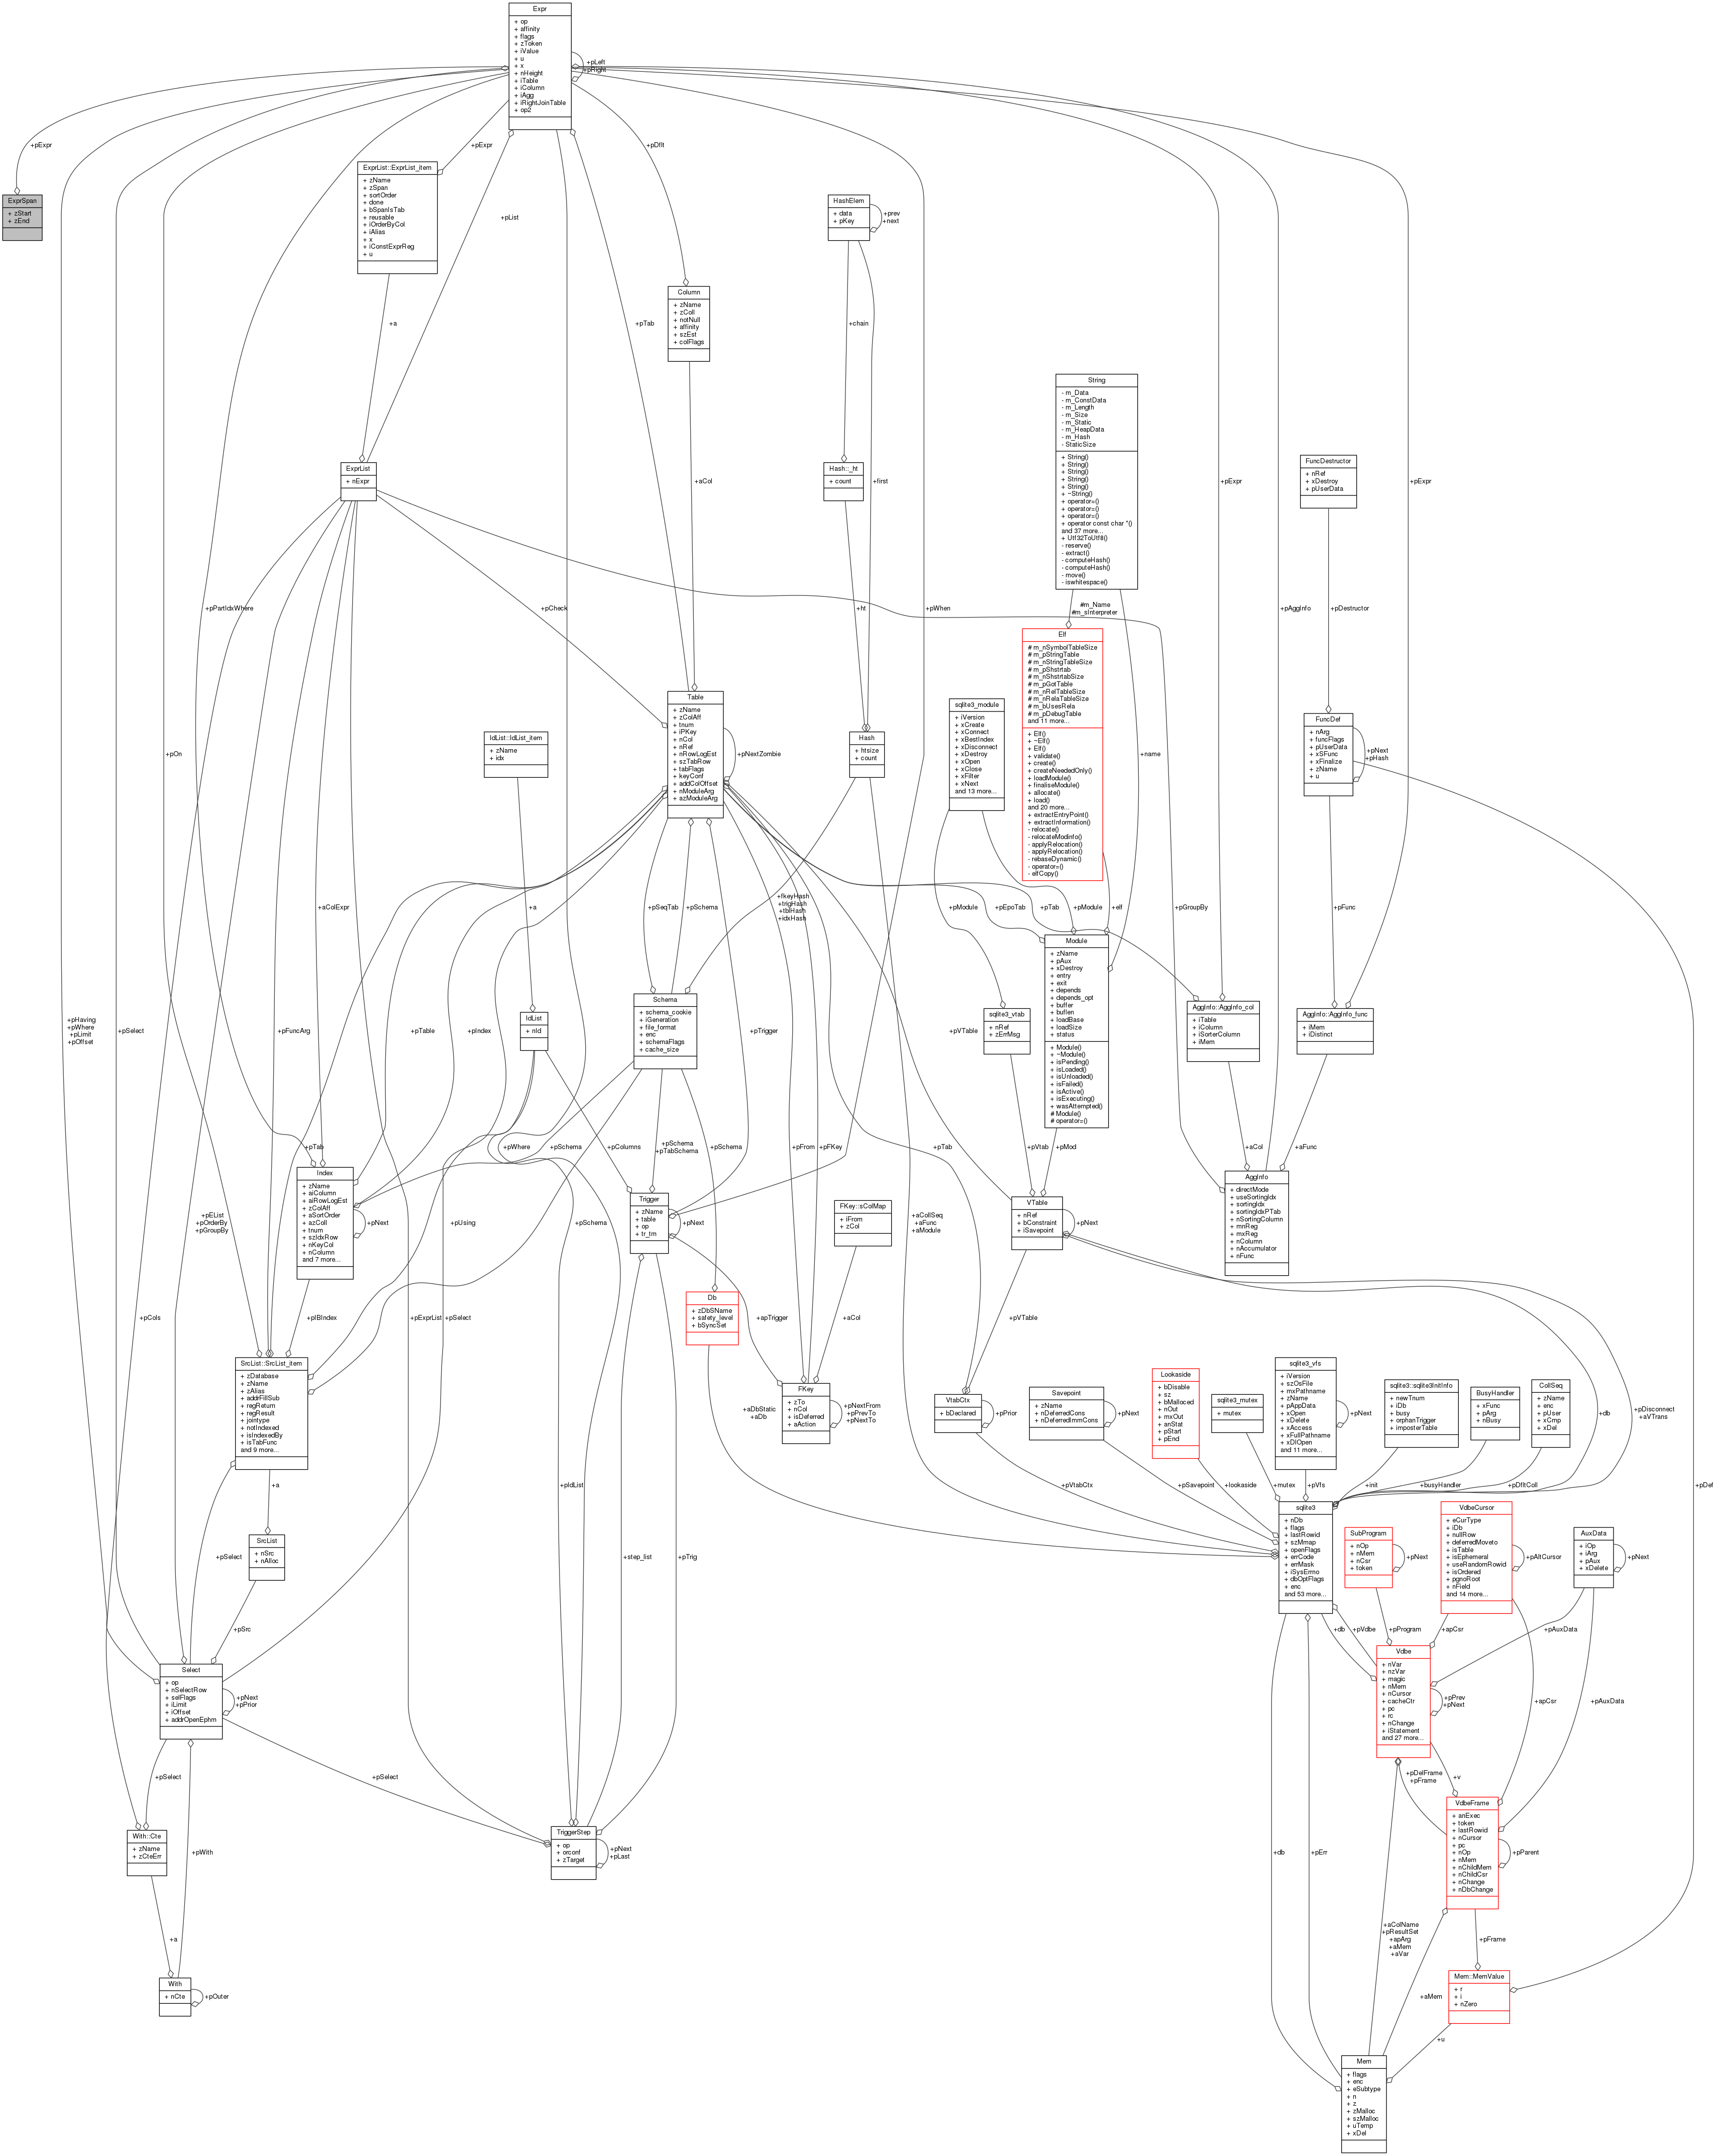 Expr
+ op
+ affinity
+ flags
+ zToken
+ iValue
+ u
+ x
+ nHeight
+ iTable
+ iColumn
+ iAgg
+ iRightJoinTable
+ op2
+pLeft
+pRight
+pExpr
ExprSpan
+ zStart
+ zEnd
+pExpr
ExprList::ExprList_item
+ zName
+ zSpan
+ sortOrder
+ done
+ bSpanIsTab
+ reusable
+ iOrderByCol
+ iAlias
+ x
+ iConstExprReg
+ u
+pList
+pDflt
HashElem
+ data
+ pKey
+prev
+next
Column
+ zName
+ zColl
+ notNull
+ affinity
+ szEst
+ colFlags
+a
+pTab
+chain
String
- m_Data
- m_ConstData
- m_Length
- m_Size
- m_Static
- m_HeapData
- m_Hash
- StaticSize
+ String()
+ String()
+ String()
+ String()
+ String()
+ ~String()
+ operator=()
+ operator=()
+ operator=()
+ operator const char *()
and 37 more...
+ Utf32ToUtf8()
- reserve()
- extract()
- computeHash()
- computeHash()
- move()
- iswhitespace()
ExprList
+ nExpr
+aCol
Hash::_ht
+ count
+first
+pExpr
+pExpr
FuncDestructor
+ nRef
+ xDestroy
+ pUserData
+pPartIdxWhere
+pCheck
+ht
+pWhen
#m_Name
#m_sInterpreter
+pAggInfo
+pDestructor
Elf
# m_nSymbolTableSize
# m_pStringTable
# m_nStringTableSize
# m_pShstrtab
# m_nShstrtabSize
# m_pGotTable
# m_nRelTableSize
# m_nRelaTableSize
# m_bUsesRela
# m_pDebugTable
and 11 more...
+ Elf()
+ ~Elf()
+ Elf()
+ validate()
+ create()
+ createNeededOnly()
+ loadModule()
+ finaliseModule()
+ allocate()
+ load()
and 20 more...
+ extractEntryPoint()
+ extractInformation()
- relocate()
- relocateModinfo()
- applyRelocation()
- applyRelocation()
- rebaseDynamic()
- operator=()
- elfCopy()
+name
+pOn
IdList::IdList_item
+ zName
+ idx
Table
+ zName
+ zColAff
+ tnum
+ iPKey
+ nCol
+ nRef
+ nRowLogEst
+ szTabRow
+ tabFlags
+ keyConf
+ addColOffset
+ nModuleArg
+ azModuleArg
+pNextZombie
Hash
+ htsize
+ count
sqlite3_module
+ iVersion
+ xCreate
+ xConnect
+ xBestIndex
+ xDisconnect
+ xDestroy
+ xOpen
+ xClose
+ xFilter
+ xNext
and 13 more...
FuncDef
+ nArg
+ funcFlags
+ pUserData
+ xSFunc
+ xFinalize
+ zName
+ u
+pNext
+pHash
+pHaving
+pWhere
+pLimit
+pOffset
+pSelect
+pFuncArg
+aColExpr
+pTable
+pIndex
+a
+pSeqTab
+pSchema
+pTrigger
+fkeyHash
+trigHash
+tblHash
+idxHash
+pModule
+pEpoTab
+pTab
+pModule
+elf
+pGroupBy
+pFunc
Module
+ zName
+ pAux
+ xDestroy
+ entry
+ exit
+ depends
+ depends_opt
+ buffer
+ buflen
+ loadBase
+ loadSize
+ status
+ Module()
+ ~Module()
+ isPending()
+ isLoaded()
+ isUnloaded()
+ isFailed()
+ isActive()
+ isExecuting()
+ wasAttempted()
# Module()
# operator=()
Schema
+ schema_cookie
+ iGeneration
+ file_format
+ enc
+ schemaFlags
+ cache_size
IdList
+ nId
sqlite3_vtab
+ nRef
+ zErrMsg
AggInfo::AggInfo_col
+ iTable
+ iColumn
+ iSorterColumn
+ iMem
AggInfo::AggInfo_func
+ iMem
+ iDistinct
+pVTable
+pTab
+pWhere
+pSchema
+pColumns
+pSchema
+pTabSchema
+pSchema
+pFrom
+pFKey
+pTab
+pVtab
+pMod
+aCol
+aFunc
Index
+ zName
+ aiColumn
+ aiRowLogEst
+ zColAff
+ aSortOrder
+ azColl
+ tnum
+ szIdxRow
+ nKeyCol
+ nColumn
and 7 more...
+pNext
AggInfo
+ directMode
+ useSortingIdx
+ sortingIdx
+ sortingIdxPTab
+ nSortingColumn
+ mnReg
+ mxReg
+ nColumn
+ nAccumulator
+ nFunc
Trigger
+ zName
+ table
+ op
+ tr_tm
+pNext
FKey::sColMap
+ iFrom
+ zCol
VTable
+ nRef
+ bConstraint
+ iSavepoint
+pNext
+pEList
+pOrderBy
+pGroupBy
+pUsing
+pSchema
+aCollSeq
+aFunc
+aModule
Db
+ zDbSName
+ safety_level
+ bSyncSet
+pCols
+pIBIndex
+pExprList
+pSelect
+apTrigger
+aCol
+pVTable
SrcList::SrcList_item
+ zDatabase
+ zName
+ zAlias
+ addrFillSub
+ regReturn
+ regResult
+ jointype
+ notIndexed
+ isIndexedBy
+ isTabFunc
and 9 more...
+aDbStatic
+aDb
FKey
+ zTo
+ nCol
+ isDeferred
+ aAction
+pNextFrom
+pPrevTo
+pNextTo
VtabCtx
+ bDeclared
+pPrior
Savepoint
+ zName
+ nDeferredCons
+ nDeferredImmCons
+pNext
Lookaside
+ bDisable
+ sz
+ bMalloced
+ nOut
+ mxOut
+ anStat
+ pStart
+ pEnd
sqlite3_mutex
+ mutex
sqlite3_vfs
+ iVersion
+ szOsFile
+ mxPathname
+ zName
+ pAppData
+ xOpen
+ xDelete
+ xAccess
+ xFullPathname
+ xDlOpen
and 11 more...
+pNext
sqlite3::sqlite3InitInfo
+ newTnum
+ iDb
+ busy
+ orphanTrigger
+ imposterTable
BusyHandler
+ xFunc
+ pArg
+ nBusy
CollSeq
+ zName
+ enc
+ pUser
+ xCmp
+ xDel
+db
+pDisconnect
+aVTrans
+a
+pIdList
+pVtabCtx
+pSavepoint
+lookaside
+mutex
+pVfs
+init
+busyHandler
+pDfltColl
+pDef
sqlite3
+ nDb
+ flags
+ lastRowid
+ szMmap
+ openFlags
+ errCode
+ errMask
+ iSysErrno
+ dbOptFlags
+ enc
and 53 more...
SubProgram
+ nOp
+ nMem
+ nCsr
+ token
+pNext
VdbeCursor
+ eCurType
+ iDb
+ nullRow
+ deferredMoveto
+ isTable
+ isEphemeral
+ useRandomRowid
+ isOrdered
+ pgnoRoot
+ nField
and 14 more...
+pAltCursor
AuxData
+ iOp
+ iArg
+ pAux
+ xDelete
+pNext
SrcList
+ nSrc
+ nAlloc
+pSelect
+step_list
+pTrig
+pSrc
+db
+pVdbe
+pProgram
+apCsr
+pAuxData
Select
+ op
+ nSelectRow
+ selFlags
+ iLimit
+ iOffset
+ addrOpenEphm
+pNext
+pPrior
Vdbe
+ nVar
+ nzVar
+ magic
+ nMem
+ nCursor
+ cacheCtr
+ pc
+ rc
+ nChange
+ iStatement
and 27 more...
+pPrev
+pNext
+apCsr
+pAuxData
+pSelect
+pSelect
+pDelFrame
+pFrame
+v
With::Cte
+ zName
+ zCteErr
+pWith
TriggerStep
+ op
+ orconf
+ zTarget
+pNext
+pLast
+db
+pErr
VdbeFrame
+ anExec
+ token
+ lastRowid
+ nCursor
+ pc
+ nOp
+ nMem
+ nChildMem
+ nChildCsr
+ nChange
+ nDbChange
+pParent
+a
+aColName
+pResultSet
+apArg
+aMem
+aVar
+pFrame
With
+ nCte
+pOuter
+aMem
Mem::MemValue
+ r
+ i
+ nZero
+u
Mem
+ flags
+ enc
+ eSubtype
+ n
+ z
+ zMalloc
+ szMalloc
+ uTemp
+ xDel
+pSchema